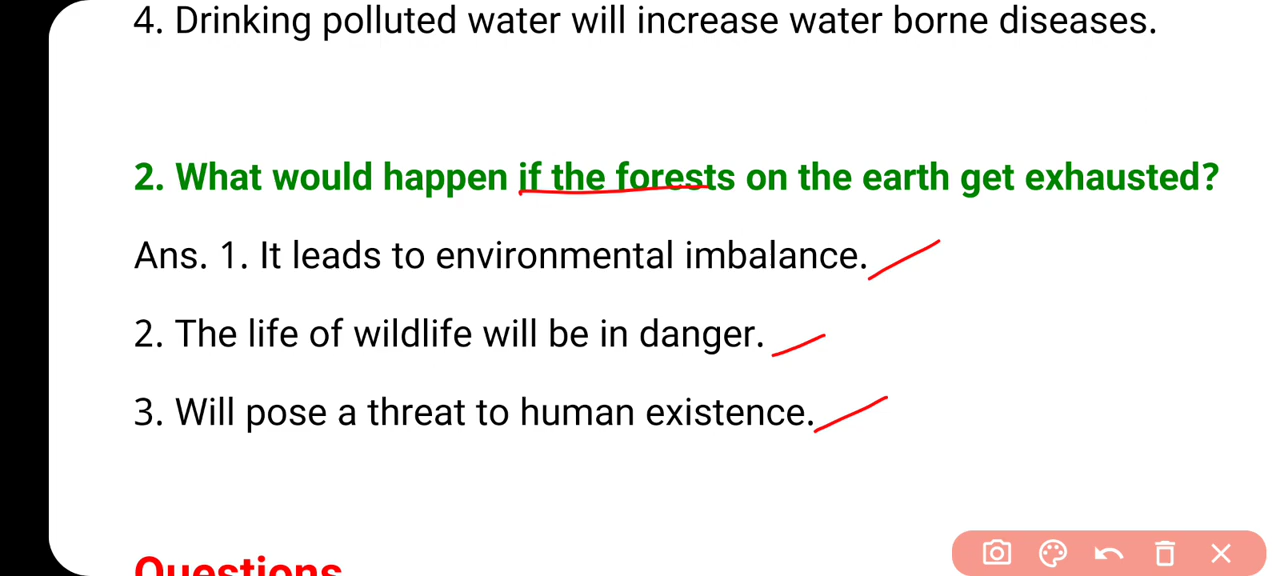 4. Drinking polluted water will increase water borne diseases.
2. What would happen if the forests on the earth get exhausted?
Ans. 1. It leads to environmental imbalance.
2. The life of wildlife will be in danger.
3. Will pose a threat to human existence.
Questions